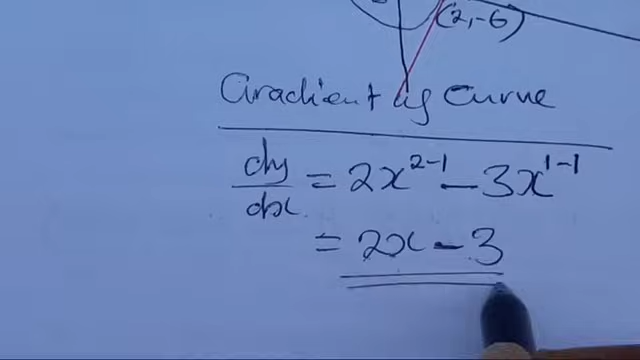 (2,-6)
Gradient of Curve
dy/dx = 2x^{2-1} - 3x^{1-1}
= 2x - 3